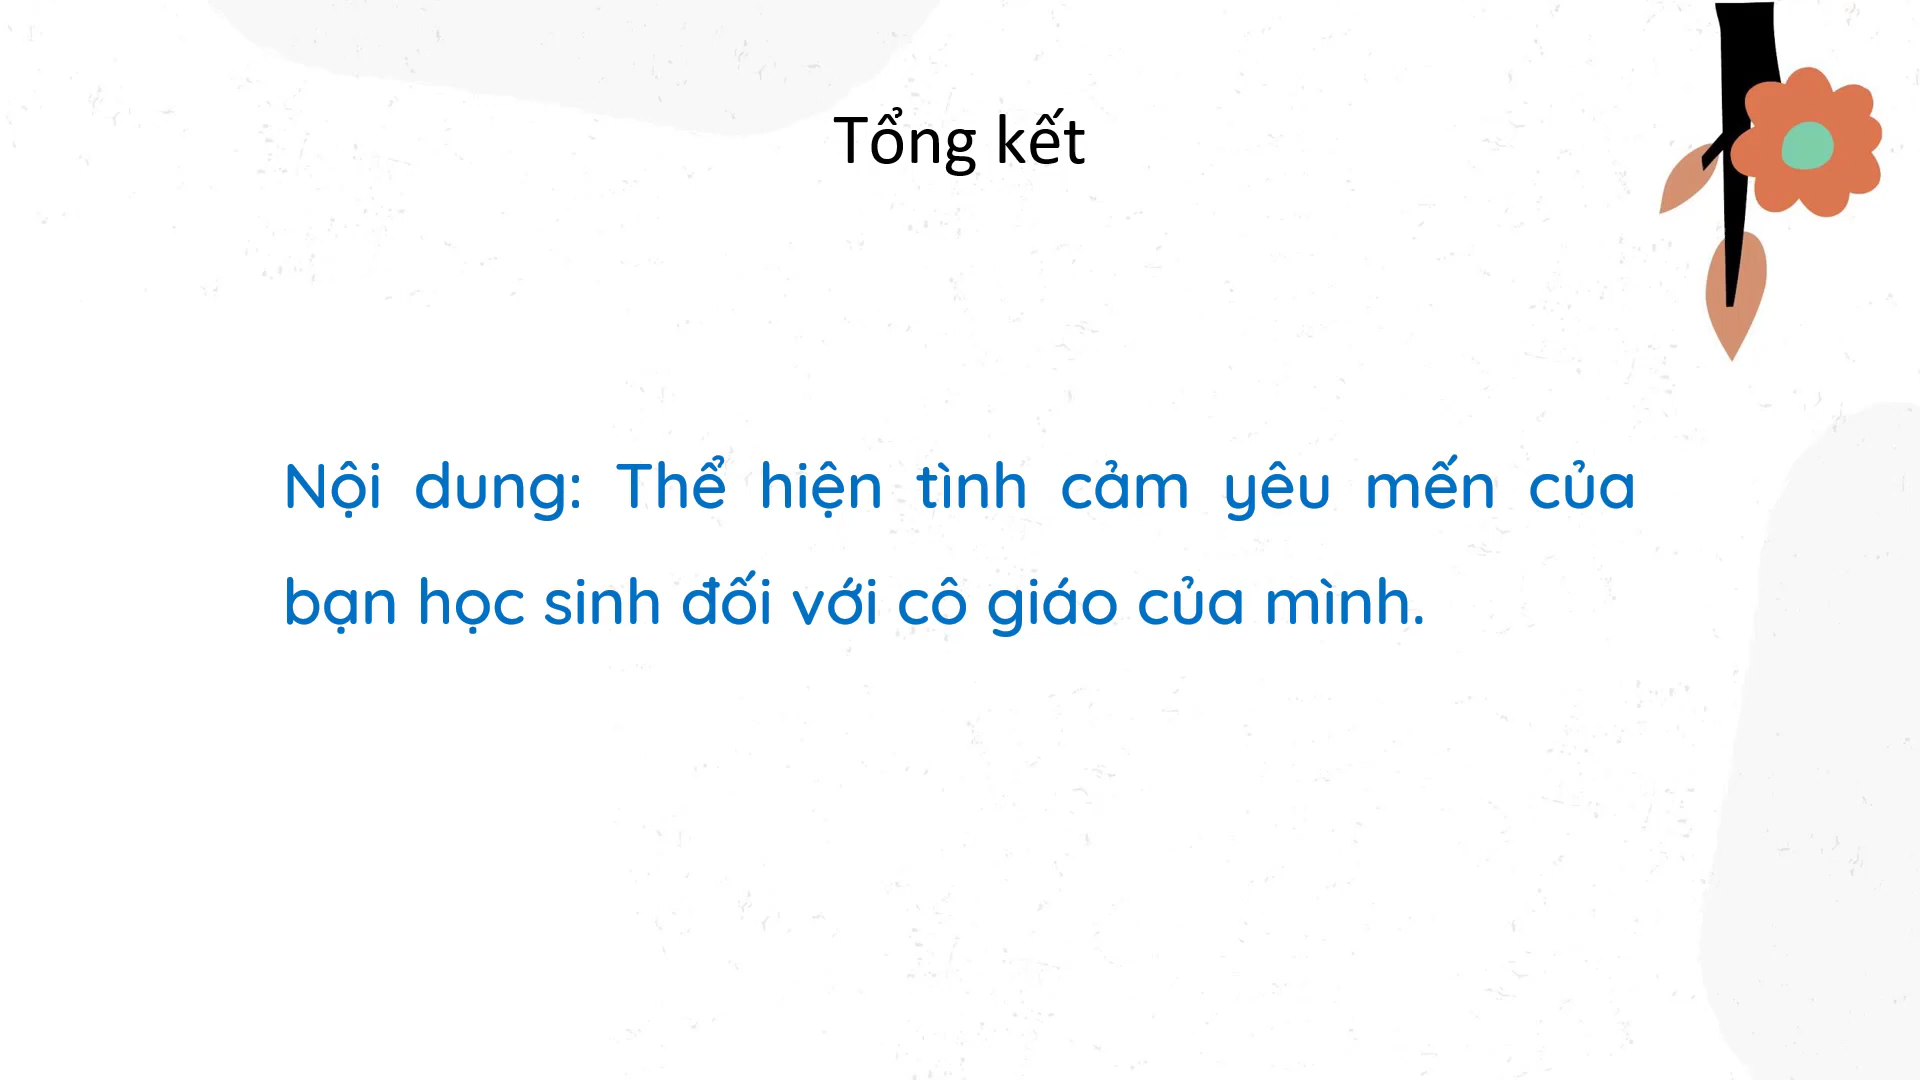 Tổng kết
Nội dung: Thể hiện tình cảm yêu mến của
bạn học sinh đối với cô giáo của mình.